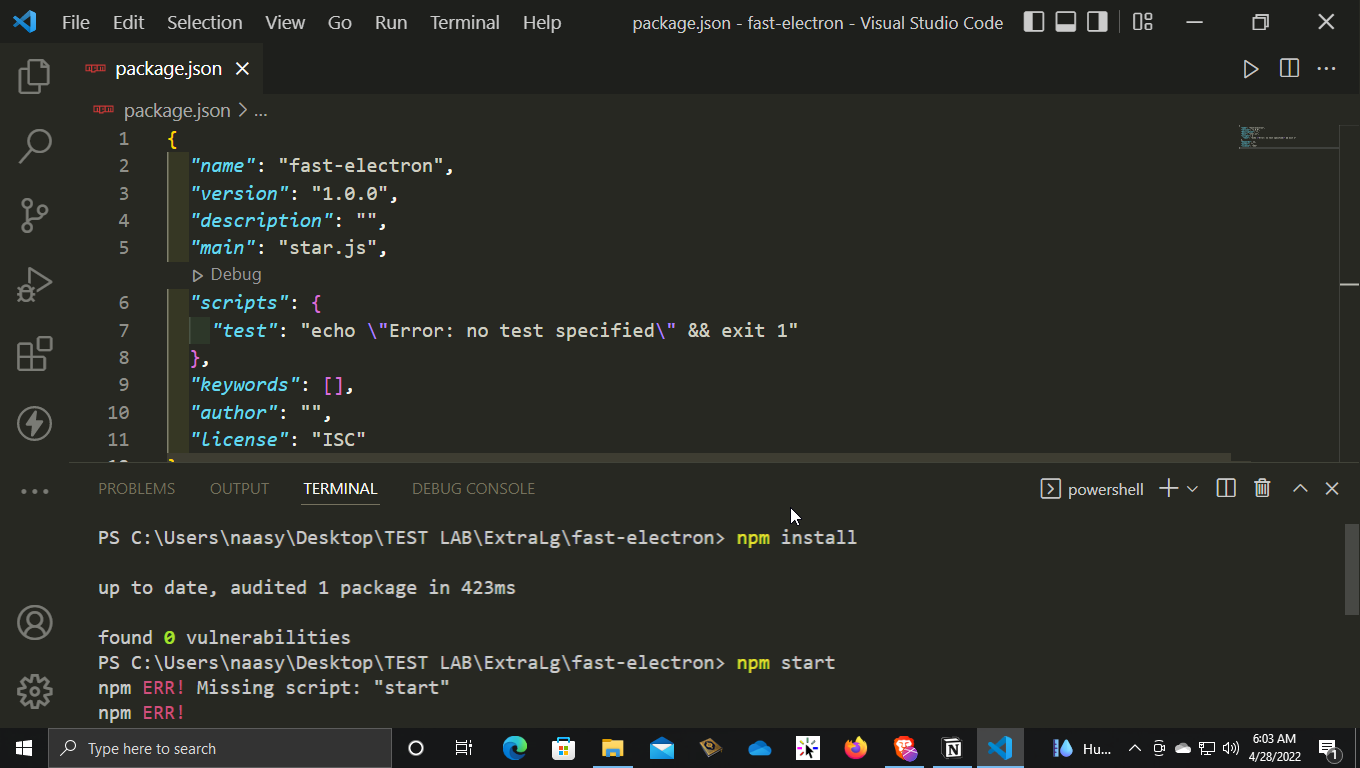 File Edit Selection View Go Run Terminal Help package.json - fast-electron - Visual Studio Code
package.json
package.json > ...
1 {
2 "name": "fast-electron",
3 "version": "1.0.0",
4 "description": "",
5 "main": "star.js",
Debug
6 "scripts": {
7 "test": "echo \"Error: no test specified\" && exit 1"
8 },
9 "keywords": [],
10 "author": "",
11 "license": "ISC"
PROBLEMS OUTPUT TERMINAL DEBUG CONSOLE powershell
PS C:\Users\naasy\Desktop\TEST LAB\ExtraLg\fast-electron> npm install
up to date, audited 1 package in 423ms
found 0 vulnerabilities
PS C:\Users\naasy\Desktop\TEST LAB\ExtraLg\fast-electron> npm start
npm ERR! Missing script: "start"
npm ERR!
Type here to search Hu... 6:03 AM
4/28/2022 1